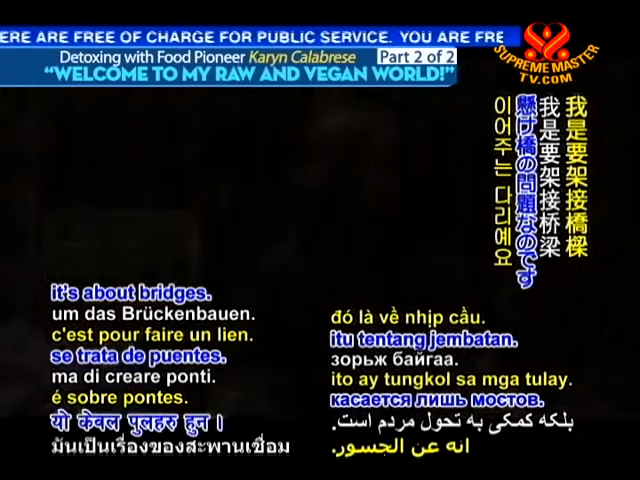 ERE ARE FREE OF CHARGE FOR PUBLIC SERVICE. YOU ARE FRE
Detoxing with Food Pioneer Karyn Calabrese Part 2 of 2
"WELCOME TO MY RAW AND VEGAN WORLD!"
SUPREME MASTER
TV.COM
我是要架接橋樑
我是要架接桥梁
懸け橋の問題なのです
이어주는 다리예요
it's about bridges.
um das Brückenbauen.
c'est pour faire un lien.
se trata de puentes.
ma di creare ponti.
é sobre pontes.
यो केवल पुलहरु हुन ।
มันเป็นเรื่องของสะพานเชื่อม
đó là về nhịp cầu.
itu tentang jembatan.
зорьж байгаа.
ito ay tungkol sa mga tulay.
касается лишь мостов.
بلکه کمکی به تحول مردم است.
انه عن الجسور.